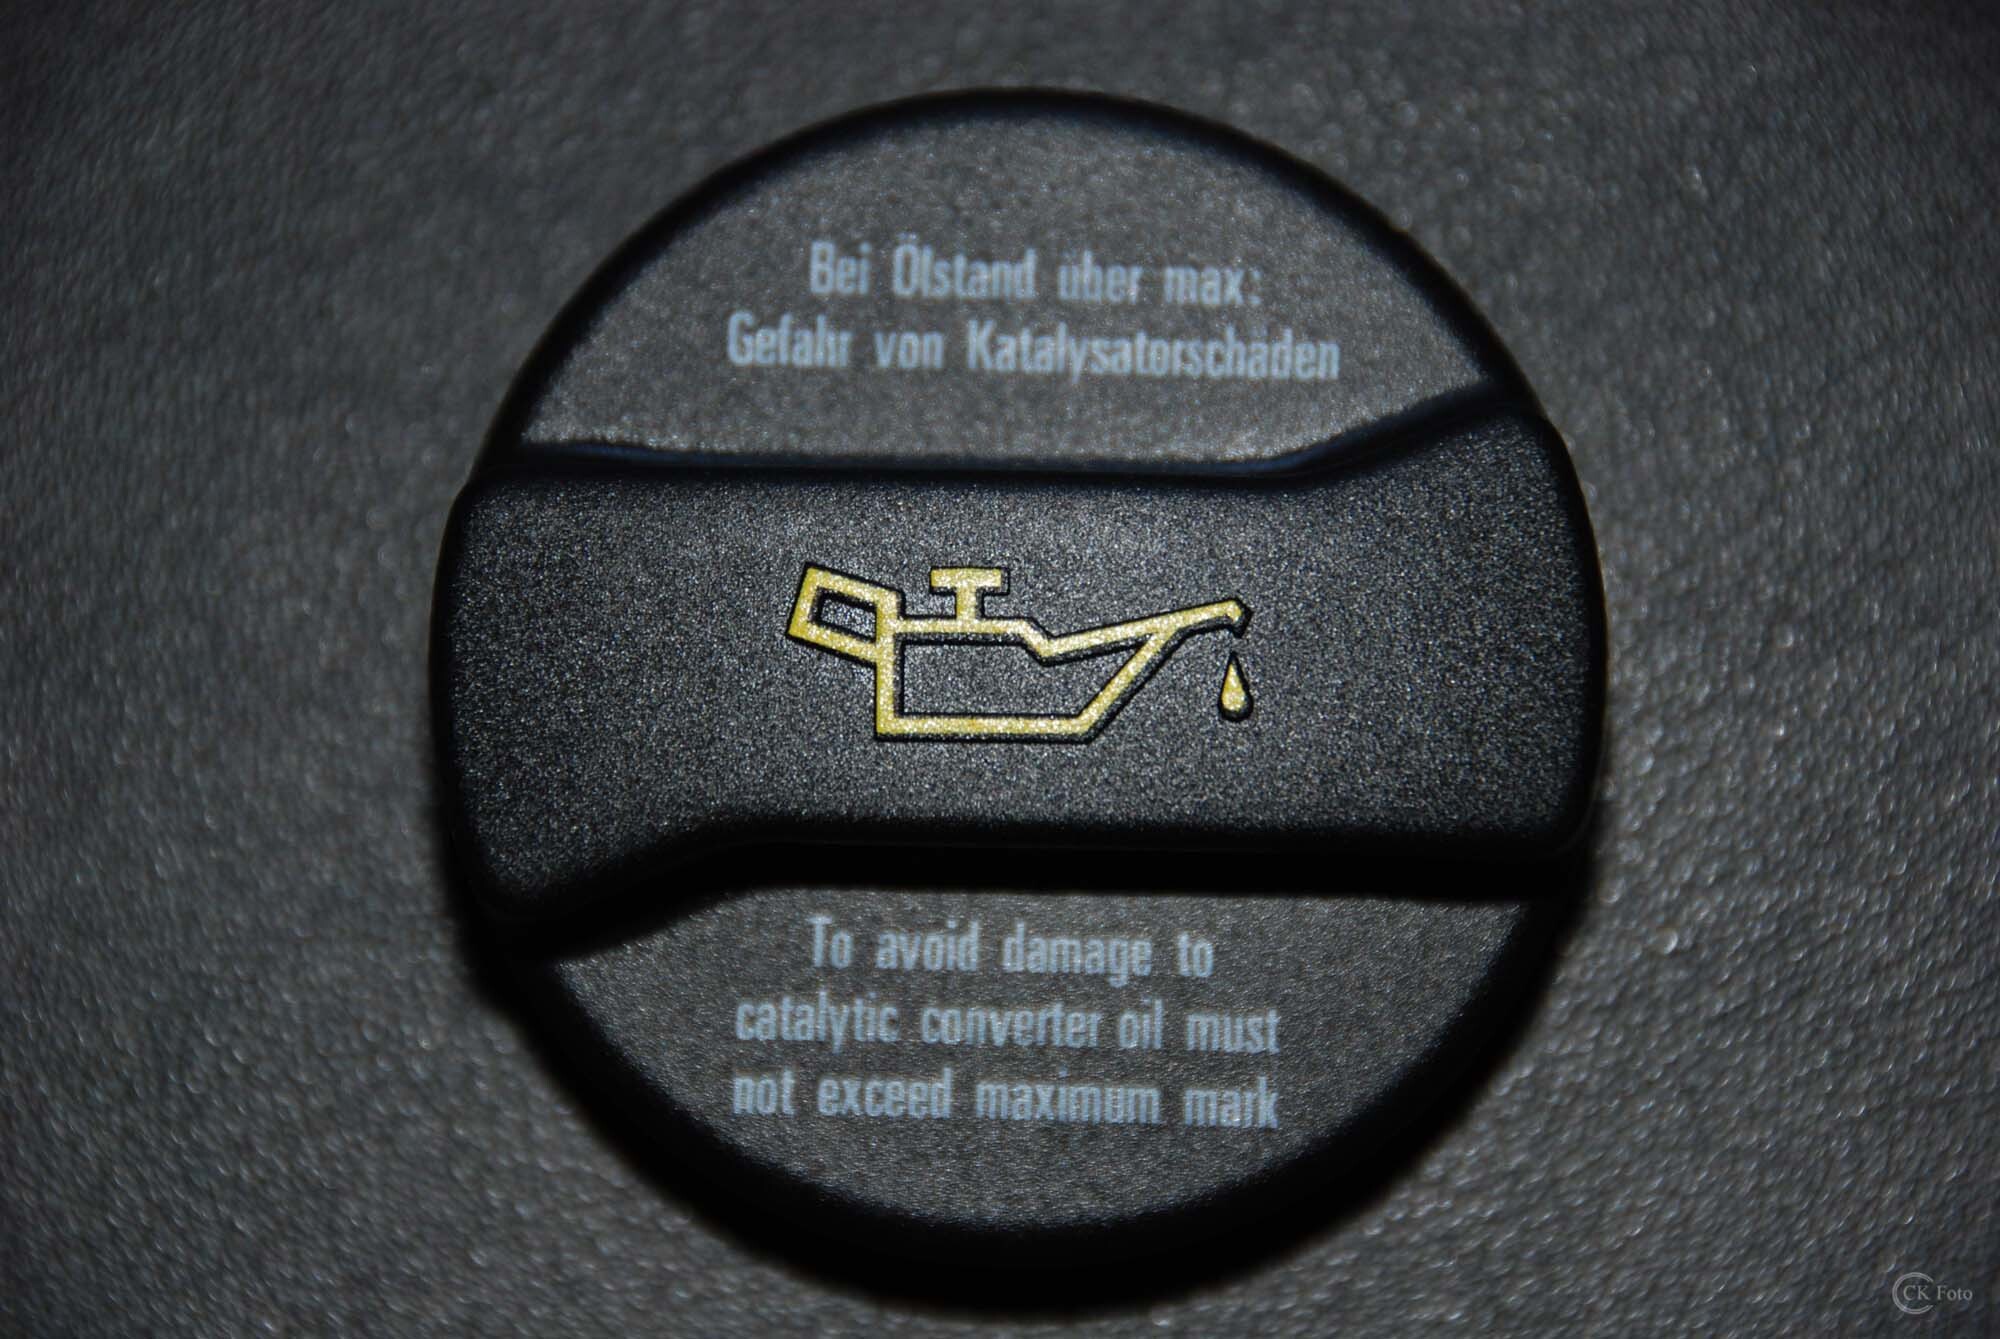 Bei Ölstand über max:
Gefahr von Katalysatorschäden
To avoid damage to
catalytic converter oil must
not exceed maximum mark
CK Foto